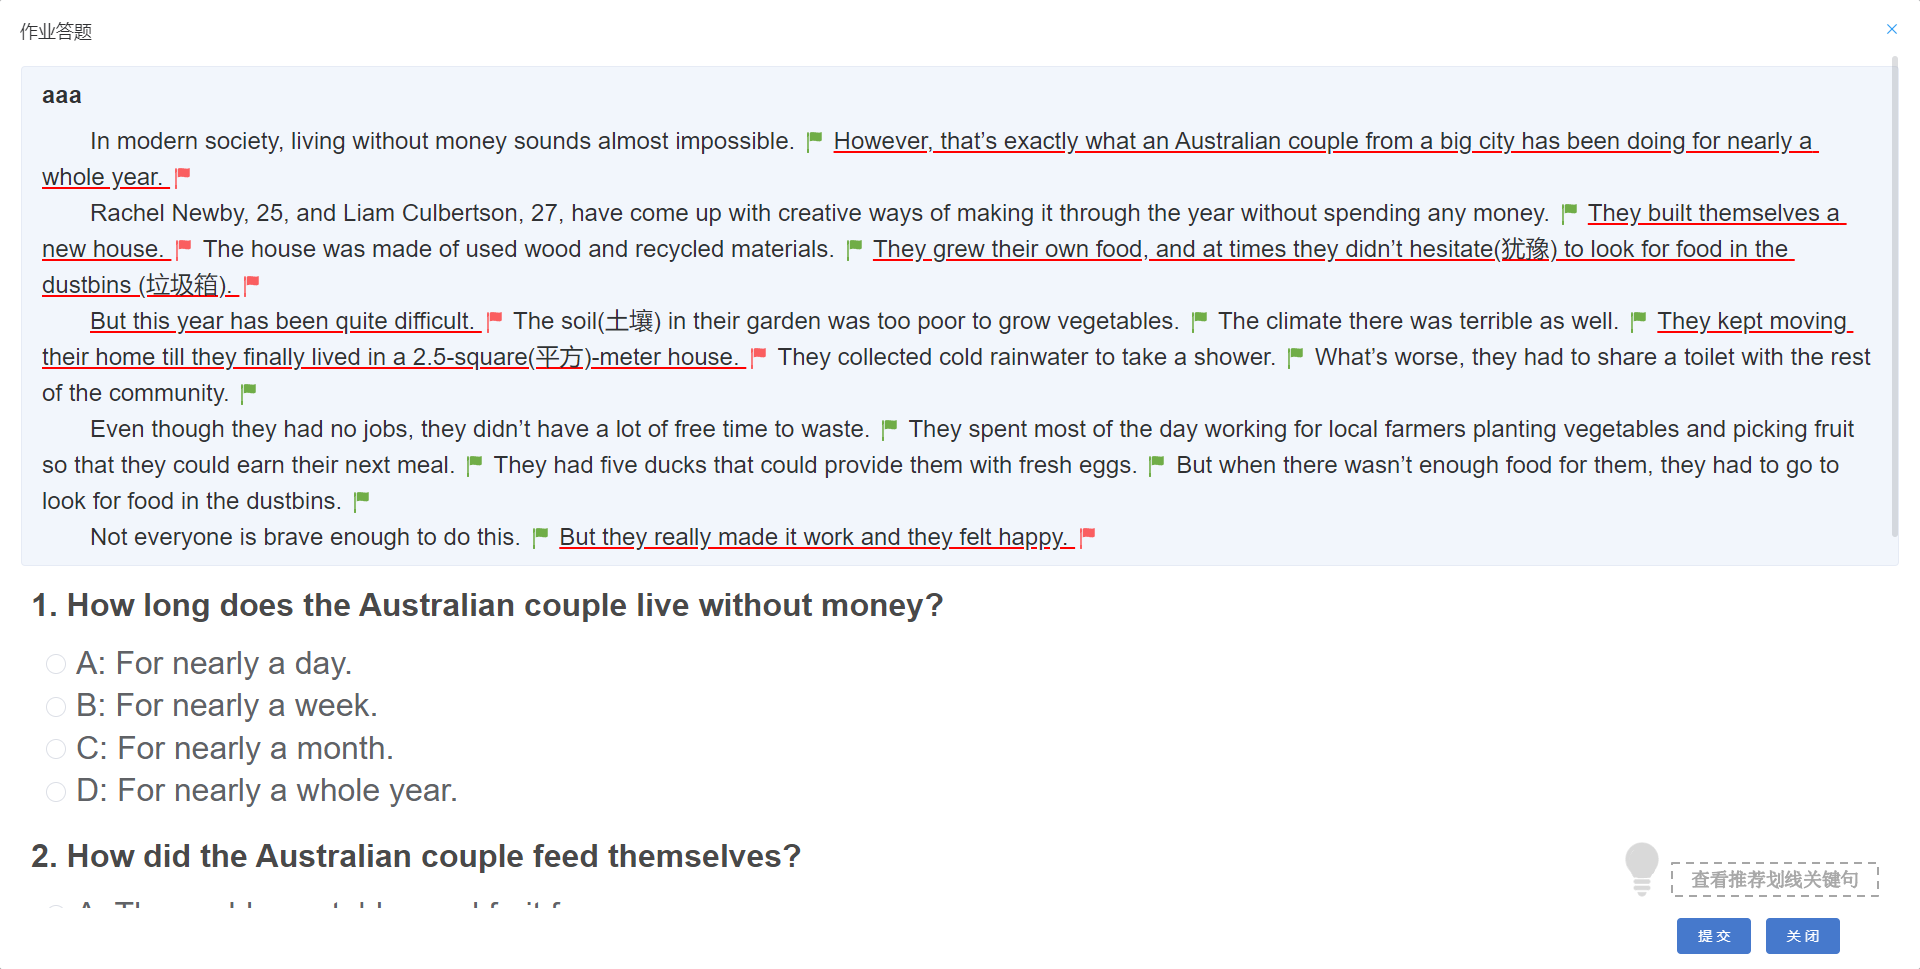 作业答题
aaa
In modern society, living without money sounds almost impossible. However, that’s exactly what an Australian couple from a big city has been doing for nearly a
whole year.
Rachel Newby, 25, and Liam Culbertson, 27, have come up with creative ways of making it through the year without spending any money. They built themselves a
new house. The house was made of used wood and recycled materials. They grew their own food, and at times they didn’t hesitate(犹豫) to look for food in the
dustbins (垃圾箱).
But this year has been quite difficult. The soil(土壤) in their garden was too poor to grow vegetables. The climate there was terrible as well. They kept moving
their home till they finally lived in a 2.5-square(平方)-meter house. They collected cold rainwater to take a shower. What’s worse, they had to share a toilet with the rest
of the community.
Even though they had no jobs, they didn’t have a lot of free time to waste. They spent most of the day working for local farmers planting vegetables and picking fruit
so that they could earn their next meal. They had five ducks that could provide them with fresh eggs. But when there wasn’t enough food for them, they had to go to
look for food in the dustbins.
Not everyone is brave enough to do this. But they really made it work and they felt happy.
1. How long does the Australian couple live without money?
A: For nearly a day.
B: For nearly a week.
C: For nearly a month.
D: For nearly a whole year.
2. How did the Australian couple feed themselves?
查看推荐划线关键句
提交 关闭